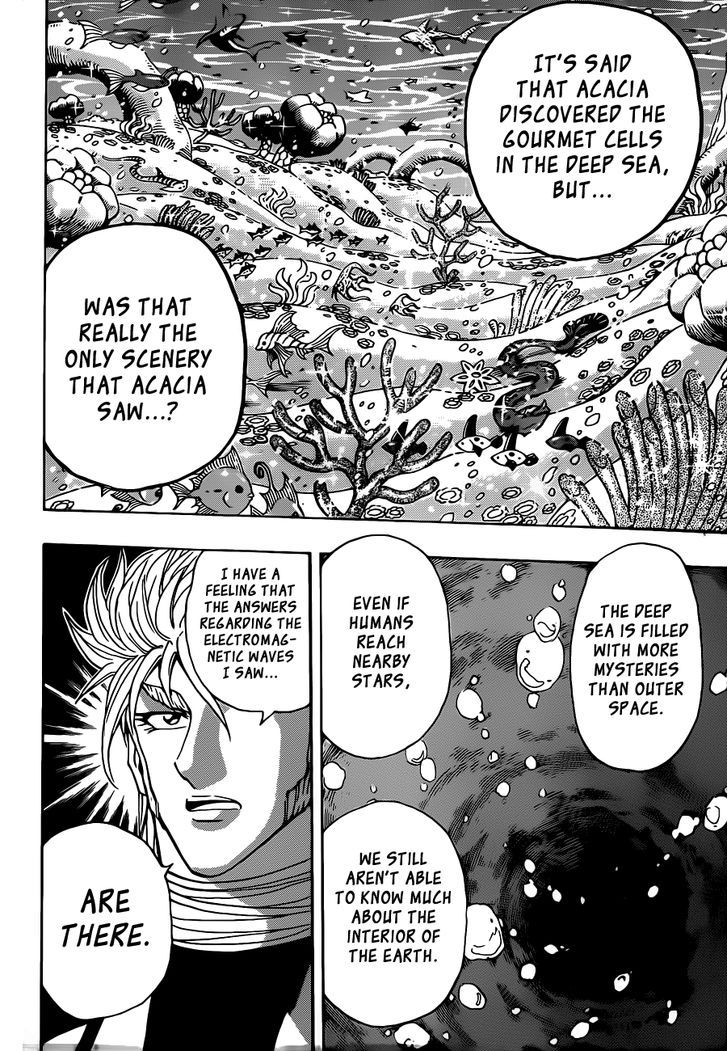 IT'S SAID
THAT ACACIA
DISCOVERED THE
GOURMET CELLS
IN THE DEEP SEA,
BUT...
WAS THAT
REALLY THE
ONLY SCENERY
THAT ACACIA
SAW...?
THE DEEP
SEA IS FILLED
WITH MORE
MYSTERIES
THAN OUTER
SPACE.
EVEN IF
HUMANS
REACH
NEARBY
STARS,
WE STILL
AREN'T ABLE
TO KNOW MUCH
ABOUT THE
INTERIOR OF
THE EARTH.
I HAVE A
FEELING THAT
THE ANSWERS
REGARDING THE
ELECTROMAG-
NETIC WAVES
I SAW...
ARE
THERE.